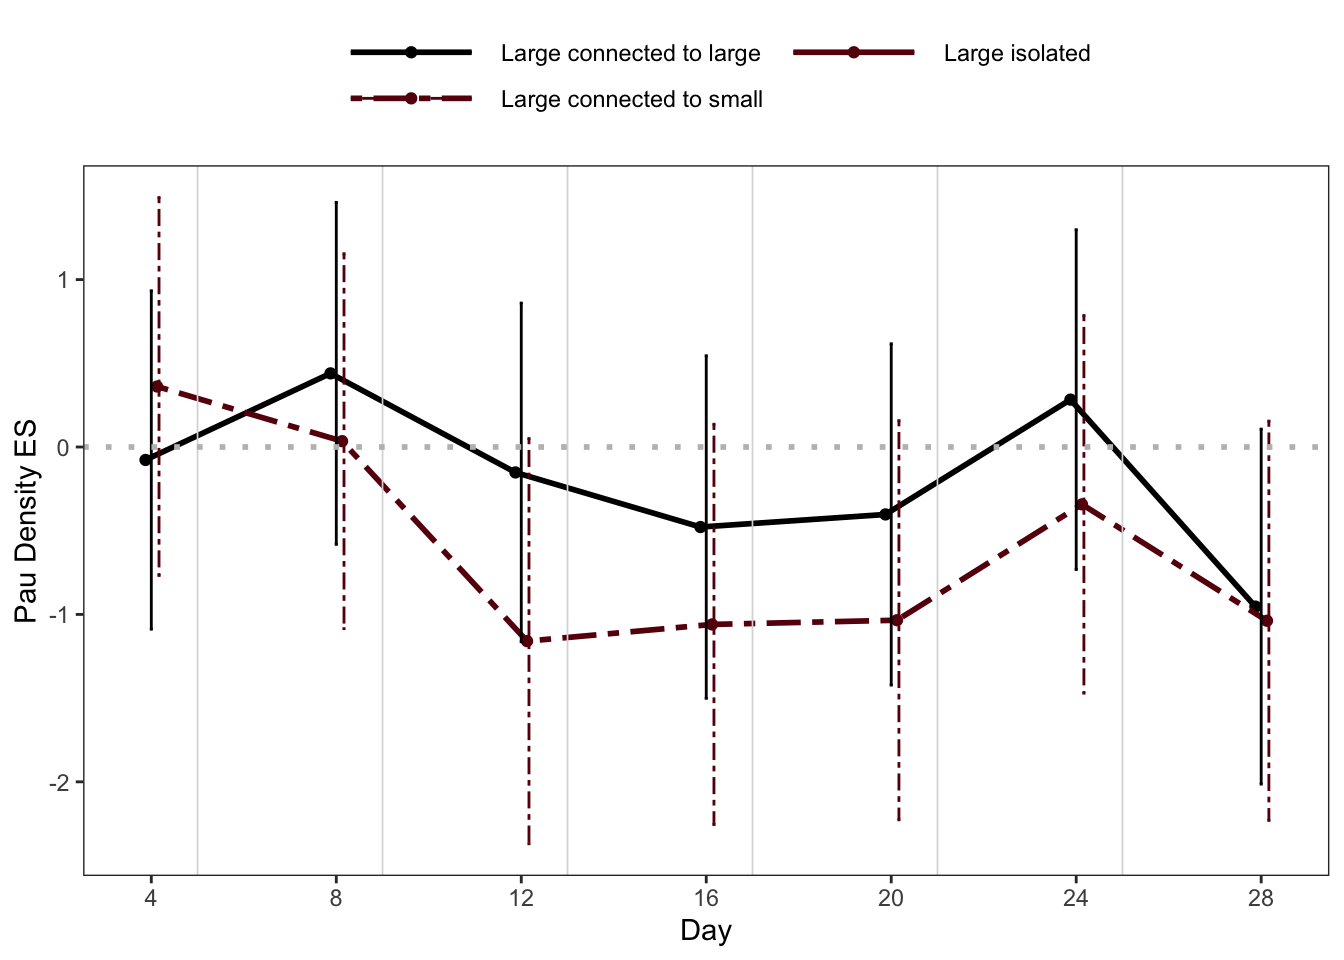 Large connected to large
Large isolated
Large connected to small
Pau Density ES
1
0
-1
-2
4
8
12
16
20
24
28
Day